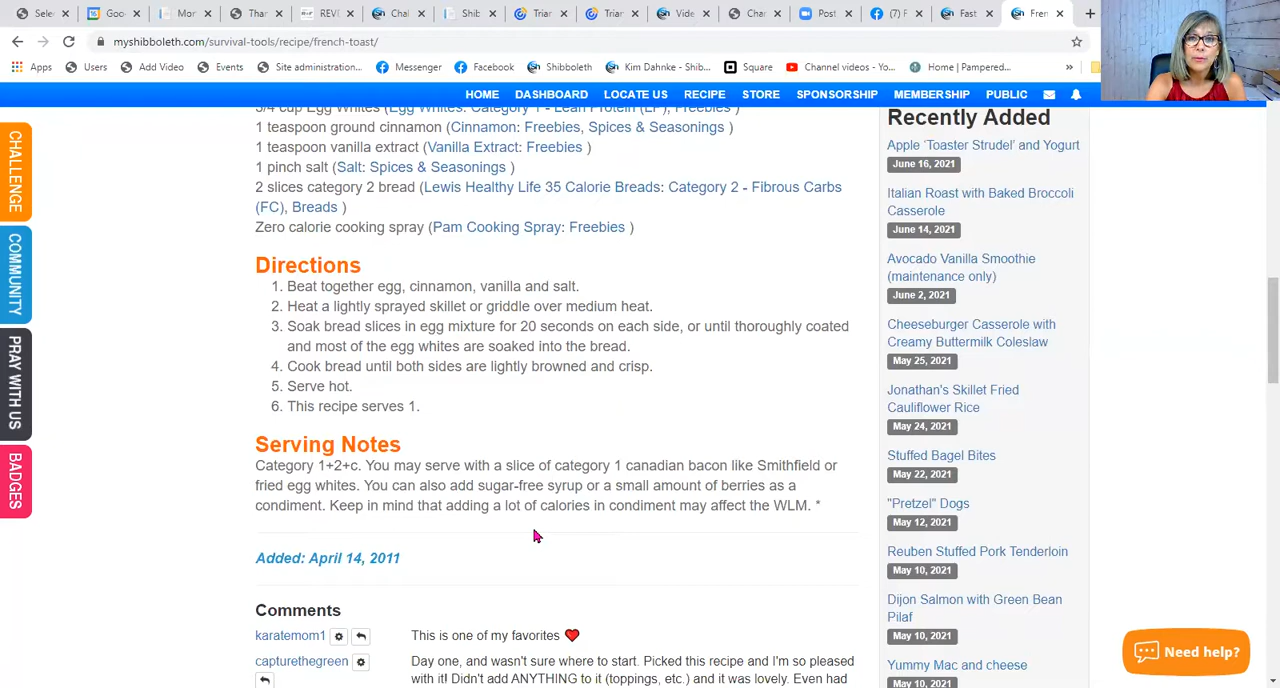 Selec
Goo
Mor
Thar
REVI
Chal
Shib
Triar
Triar
Vide
Char
Post
(7) F
Fast
Fren
myshibboleth.com/survival-tools/recipe/french-toast/
Apps Users Add Video Events Site administration... Messenger Faceb Shibboleth Kim Dahnke - Shib... Square Channel videos - Yo... Home | Pampered... »
HOME DASHBOARD LOCATE US RECIPE STORE SPONSORSHIP MEMBERSHIP PUBLIC
CHALLENGE
COMMUNITY
PRAY WITH US
BADGES
3/4 cup Egg Whites (Egg Whites: Category 1 - Lean Protein (LP), Freebies )
1 teaspoon ground cinnamon (Cinnamon: Freebies, Spices & Seasonings )
1 teaspoon vanilla extract (Vanilla Extract: Freebies )
1 pinch salt (Salt: Spices & Seasonings )
2 slices category 2 bread (Lewis Healthy Life 35 Calorie Breads: Category 2 - Fibrous Carbs
(FC), Breads )
Zero calorie cooking spray (Pam Cooking Spray: Freebies )
Directions
1. Beat together egg, cinnamon, vanilla and salt.
2. Heat a lightly sprayed skillet or griddle over medium heat.
3. Soak bread slices in egg mixture for 20 seconds on each side, or until thoroughly coated
and most of the egg whites are soaked into the bread.
4. Cook bread until both sides are lightly browned and crisp.
5. Serve hot.
6. This recipe serves 1.
Serving Notes
Category 1+2+c. You may serve with a slice of category 1 canadian bacon like Smithfield or
fried egg whites. You can also add sugar-free syrup or a small amount of berries as a
condiment. Keep in mind that adding a lot of calories in condiment may affect the WLM. *
Added: April 14, 2011
Comments
karatemom1 This is one of my favorites ❤
capturethegreen Day one, and wasn't sure where to start. Picked this recipe and I'm so pleased
with it! Didn't add ANYTHING to it (toppings, etc.) and it was lovely. Even had
Recently Added
Apple ‘Toaster Strudel’ and Yogurt
June 16, 2021
Italian Roast with Baked Broccoli
Casserole
June 14, 2021
Avocado Vanilla Smoothie
(maintenance only)
June 2, 2021
Cheeseburger Casserole with
Creamy Buttermilk Coleslaw
May 25, 2021
Jonathan's Skillet Fried
Cauliflower Rice
May 24, 2021
Stuffed Bagel Bites
May 22, 2021
"Pretzel" Dogs
May 12, 2021
Reuben Stuffed Pork Tenderloin
May 10, 2021
Dijon Salmon with Green Bean
Pilaf
May 10, 2021
Yummy Mac and cheese
May 10, 2021
Need help?